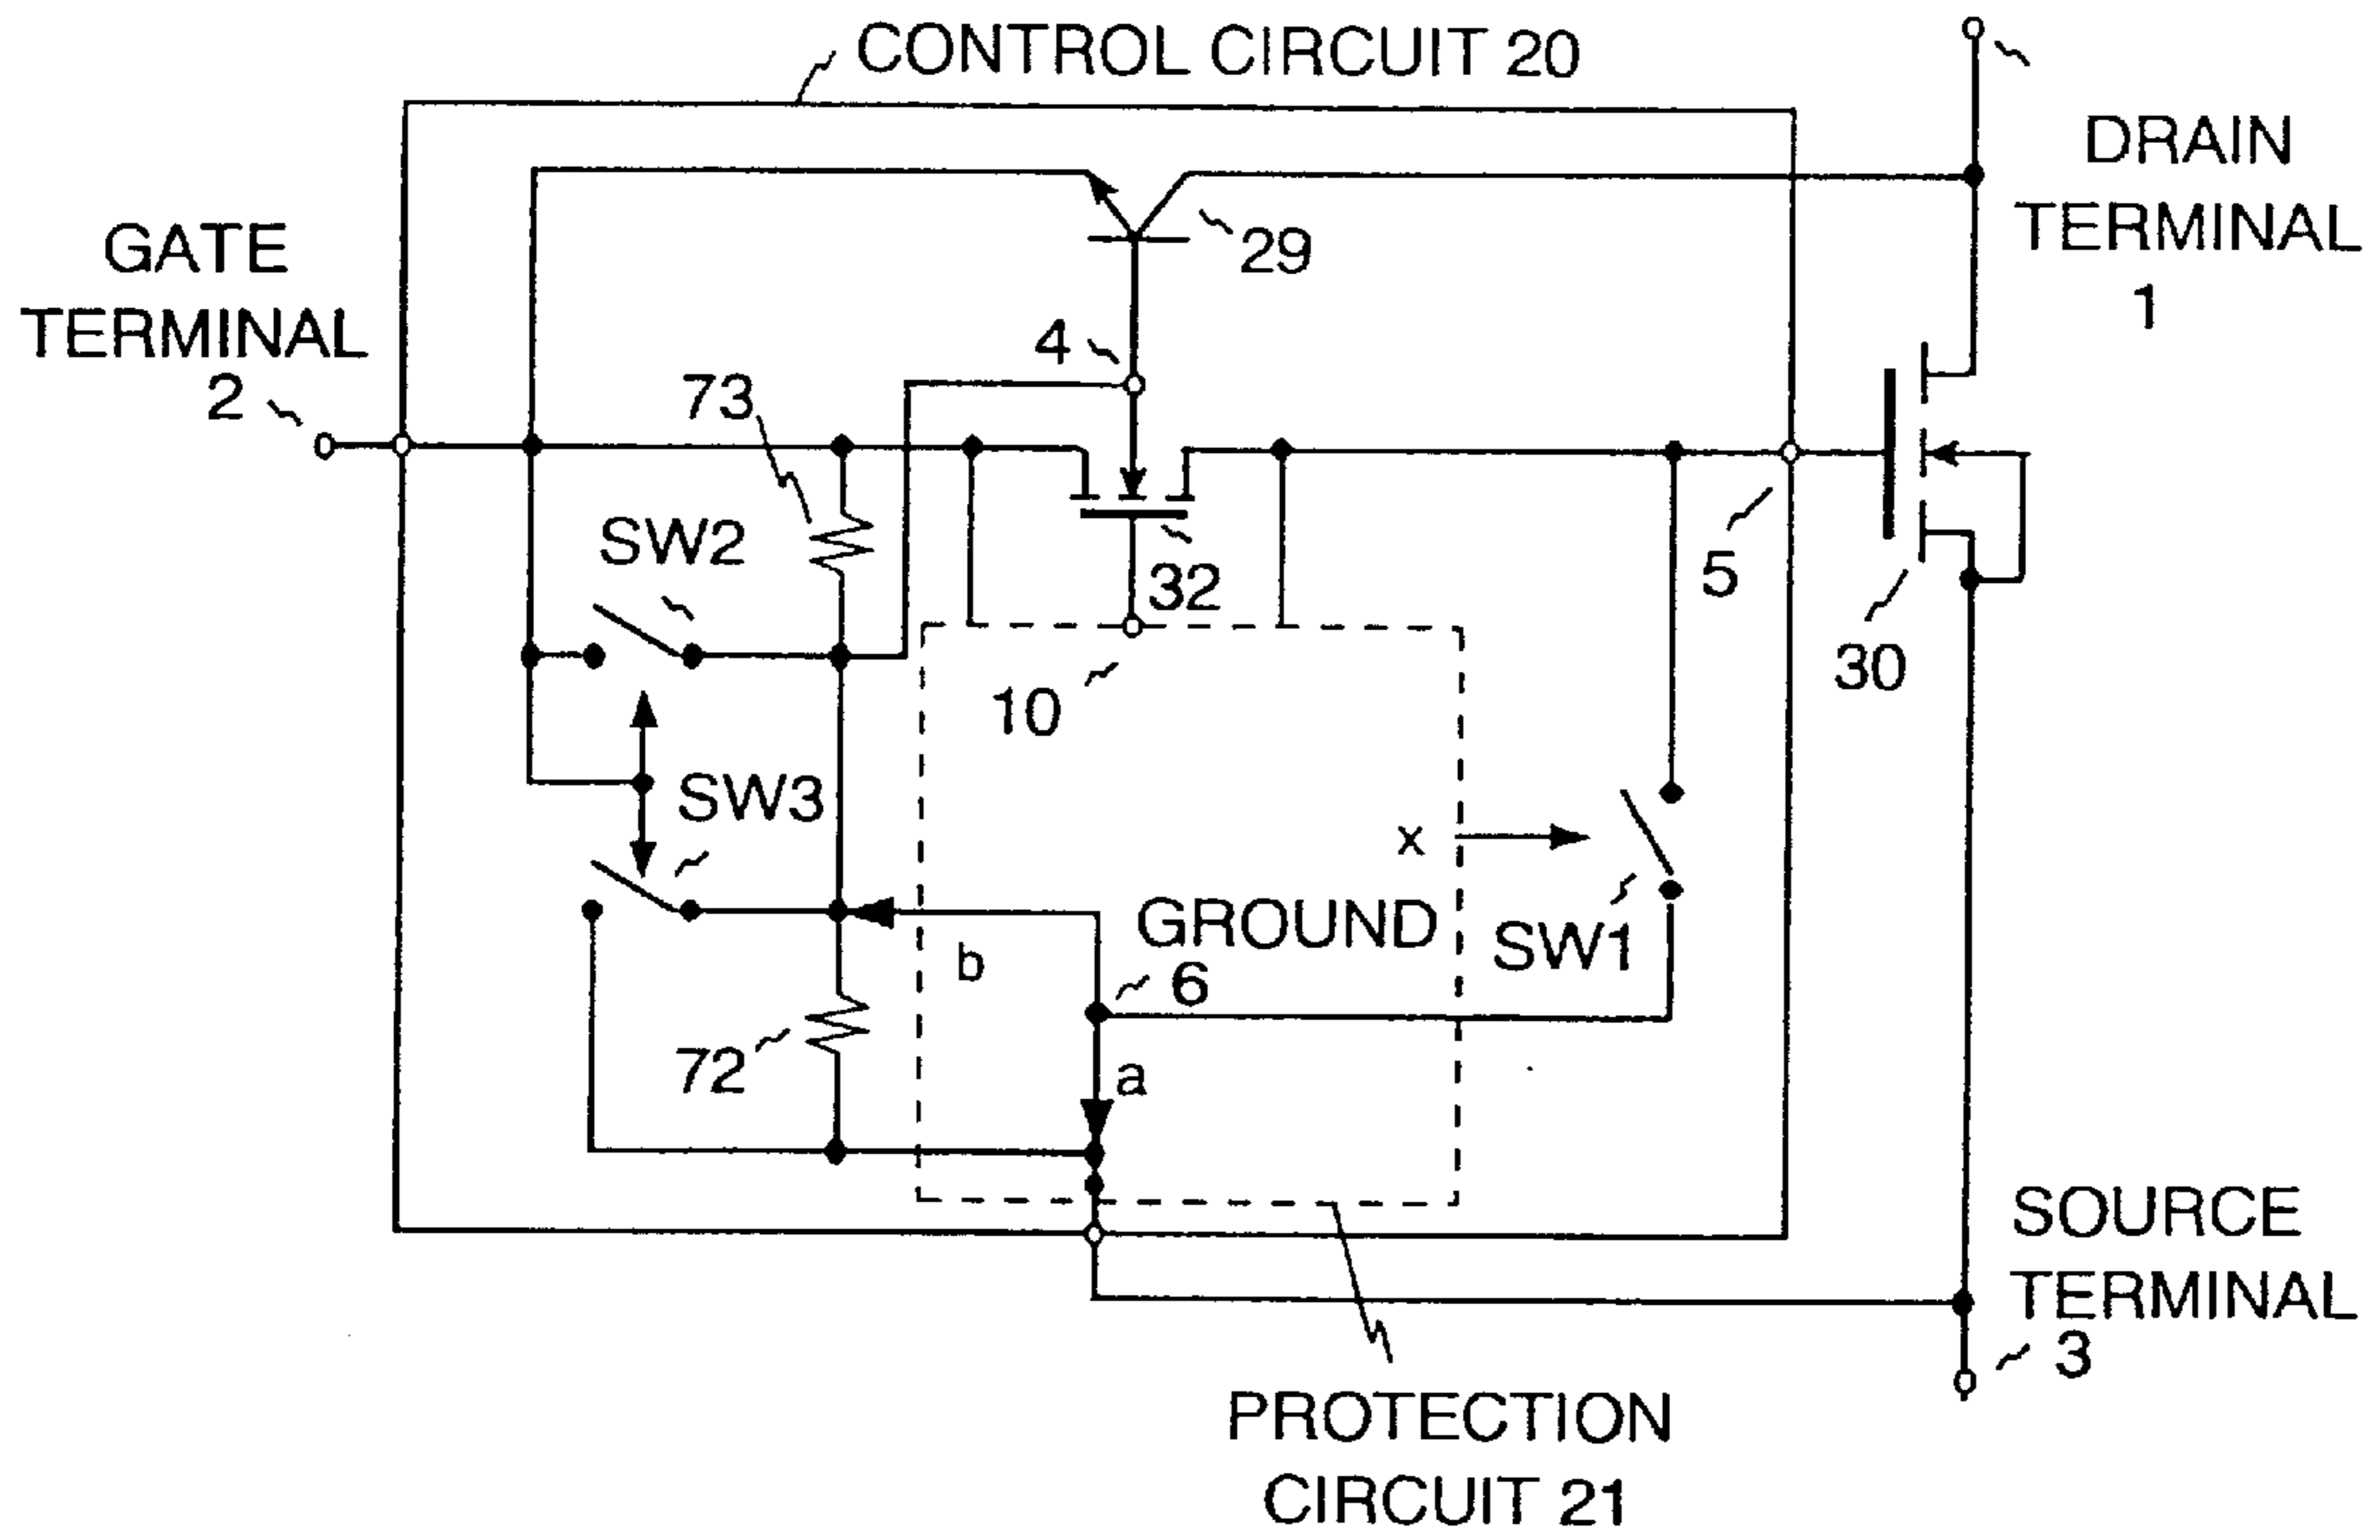 CONTROL CIRCUIT 20
DRAIN
TERMINAL
1
GATE
TERMINAL
2
29
4
73
SW2
32
5
30
10
SW3
x
GROUND
6
SW1
b
a
72
SOURCE
TERMINAL
3
PROTECTION
CIRCUIT 21